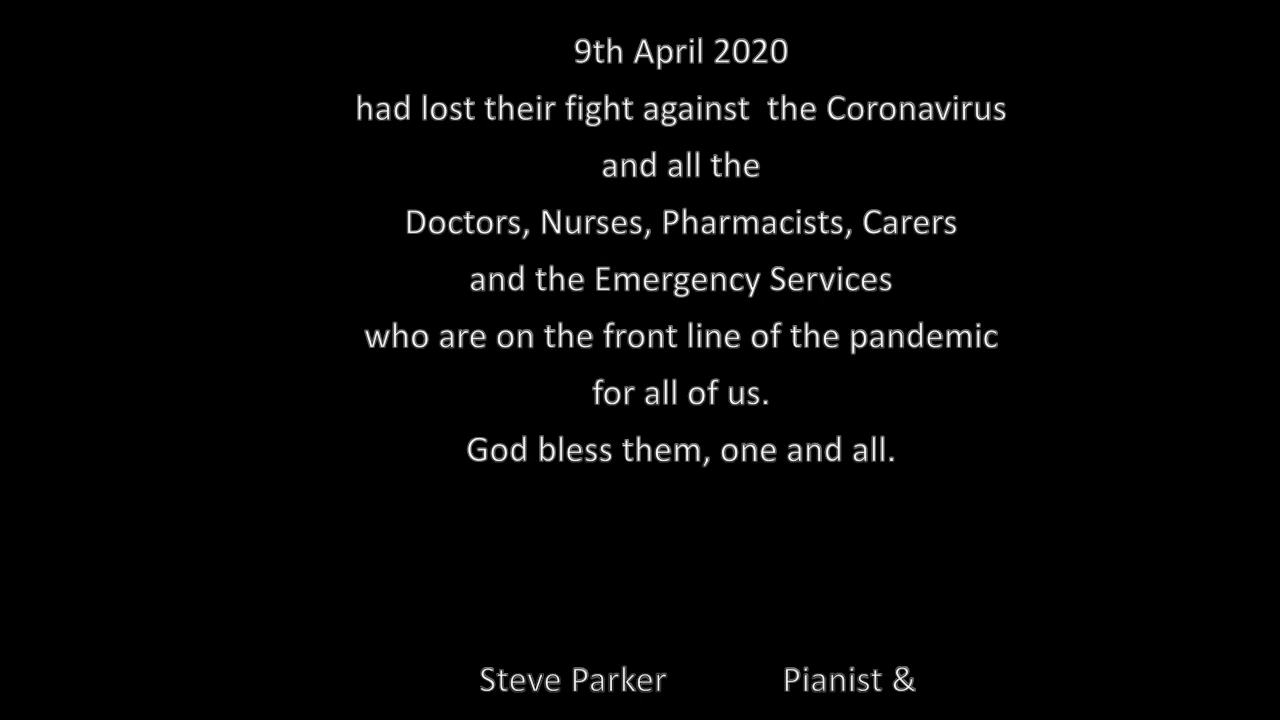 9th April 2020
had lost their fight against  the Coronavirus
and all the
Doctors, Nurses, Pharmacists, Carers
and the Emergency Services
who are on the front line of the pandemic
for all of us.
God bless them, one and all.
Steve Parker Pianist &